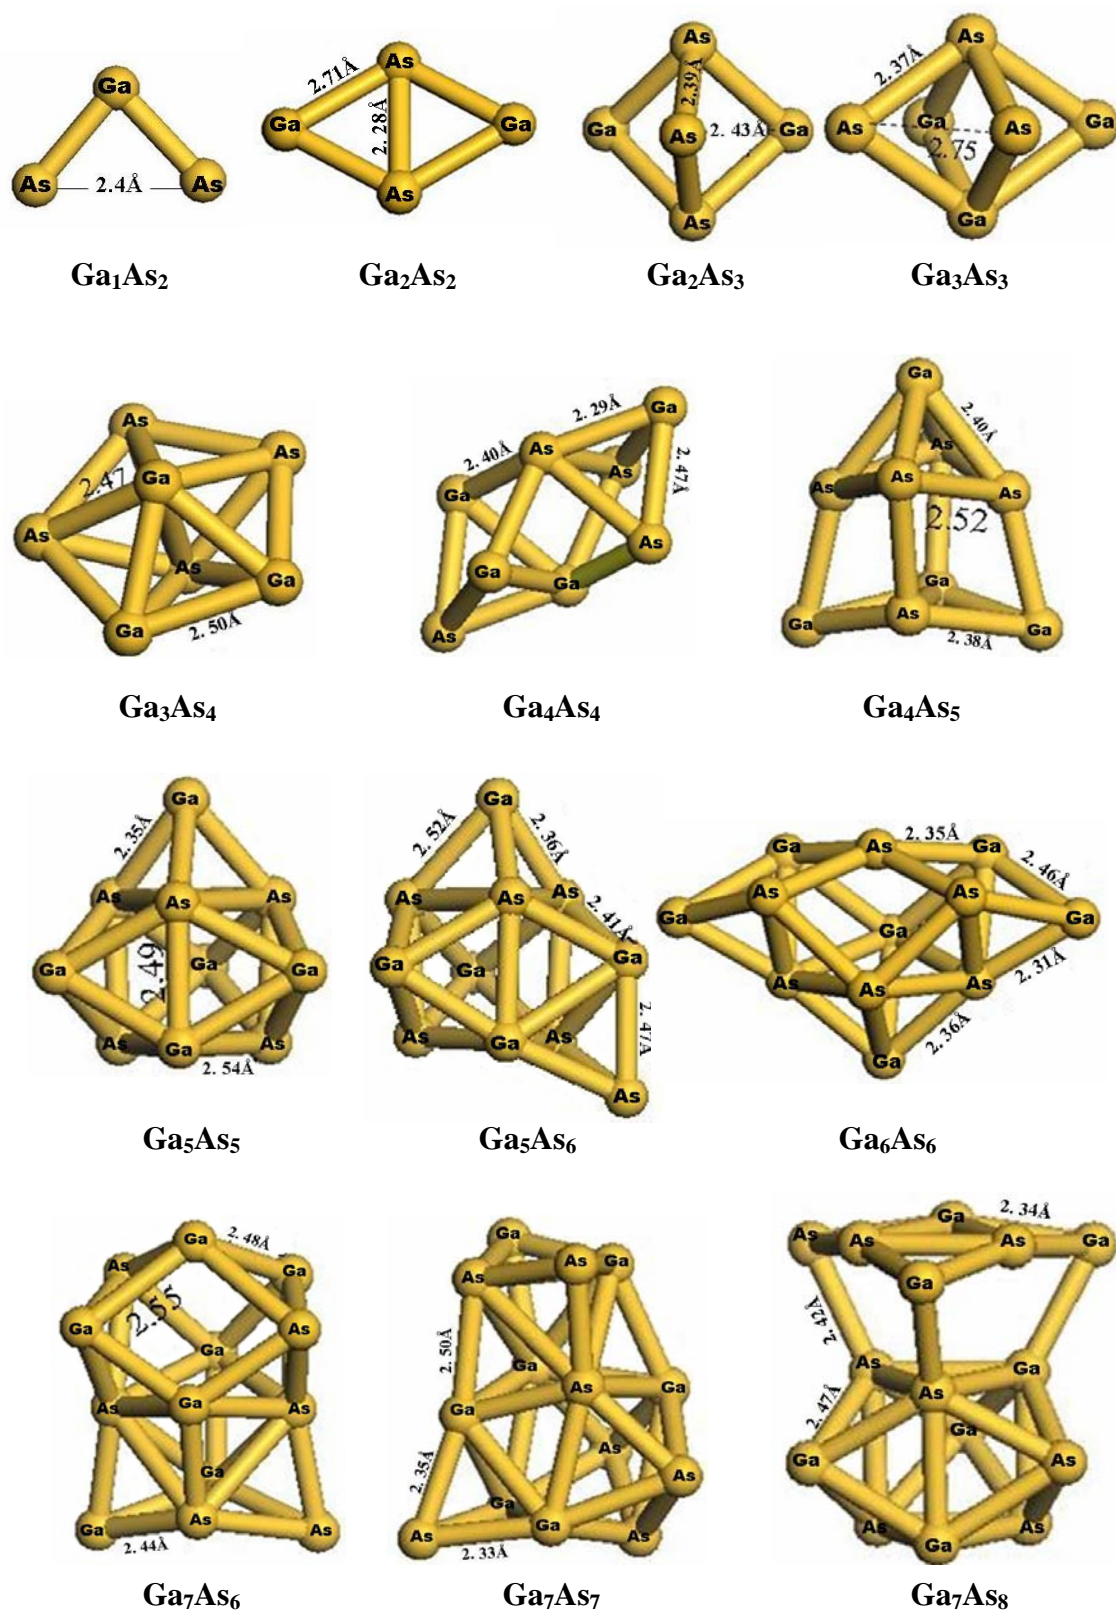 Ga
As 2.4Å As
Ga₁As₂
As
2.71Å
2.28Å
Ga Ga
As
Ga₂As₂
As
2.39Å
Ga As 2. 43Å Ga
As
Ga₂As₃
As
2. 37Å
As Ga As Ga
2.75
Ga
Ga₃As₃
As
As
2.47 Ga
As
As Ga
Ga
2. 50Å
Ga₃As₄
Ga
2. 29Å
As
2. 40Å
As
2. 47Å
Ga
As
Ga Ga
As
Ga₄As₄
Ga
2. 40Å
As
As As As
2.52
Ga
Ga As Ga
2. 38Å
Ga₄As₅
Ga
2. 35Å
As As As
2.49
Ga Ga Ga
As Ga As
2. 54Å
Ga₅As₅
Ga
2. 52Å 2. 36Å
As As As
2. 41Å
Ga Ga Ga
2. 47Å
As Ga As
As
Ga₅As₆
2. 35Å
Ga As Ga
2. 46Å
As As
Ga Ga Ga
2. 31Å
As As As
2. 36Å
Ga
Ga₆As₆
Ga 2. 48Å
As Ga
2.55
Ga As
Ga
As Ga As
Ga
Ga As As
2. 44Å
Ga₇As₆
Ga
As As Ga
2. 50Å
Ga
As Ga
Ga
2. 35Å
As
As
Ga
As Ga As
2. 33Å
Ga₇As₇
Ga 2. 34Å
As As As Ga
Ga
2. 42Å
As Ga
As
2. 47Å
Ga
Ga As
As As
Ga
Ga₇As₈